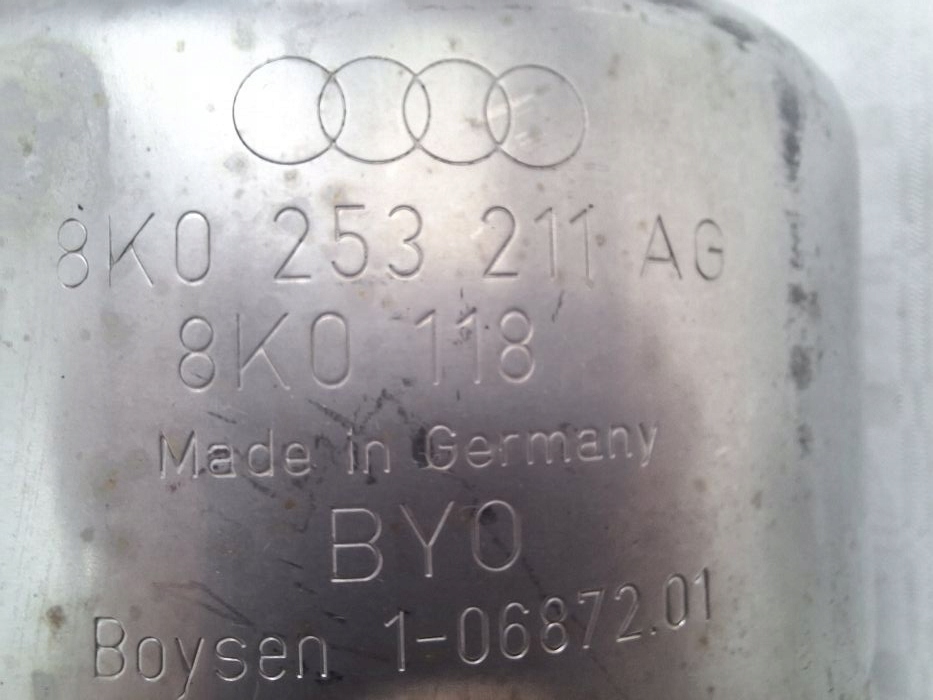 8K0 253 211 AG
8K0 118
Made in Germany
BYO
Boysen 1-06872.01